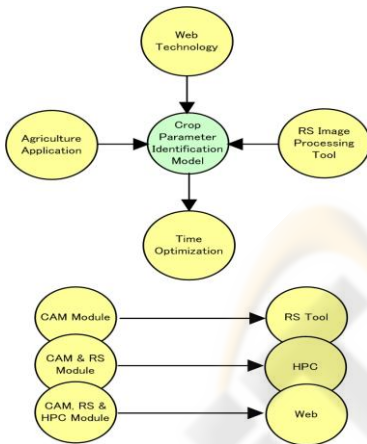 Web
Technology
Agriculture
Application
Crop
Parameter
Identification
Model
RS Image
Processing
Tool
Time
Optimization
CAM Module
RS Tool
CAM & RS
Module
HPC
CAM, RS &
HPC Module
Web